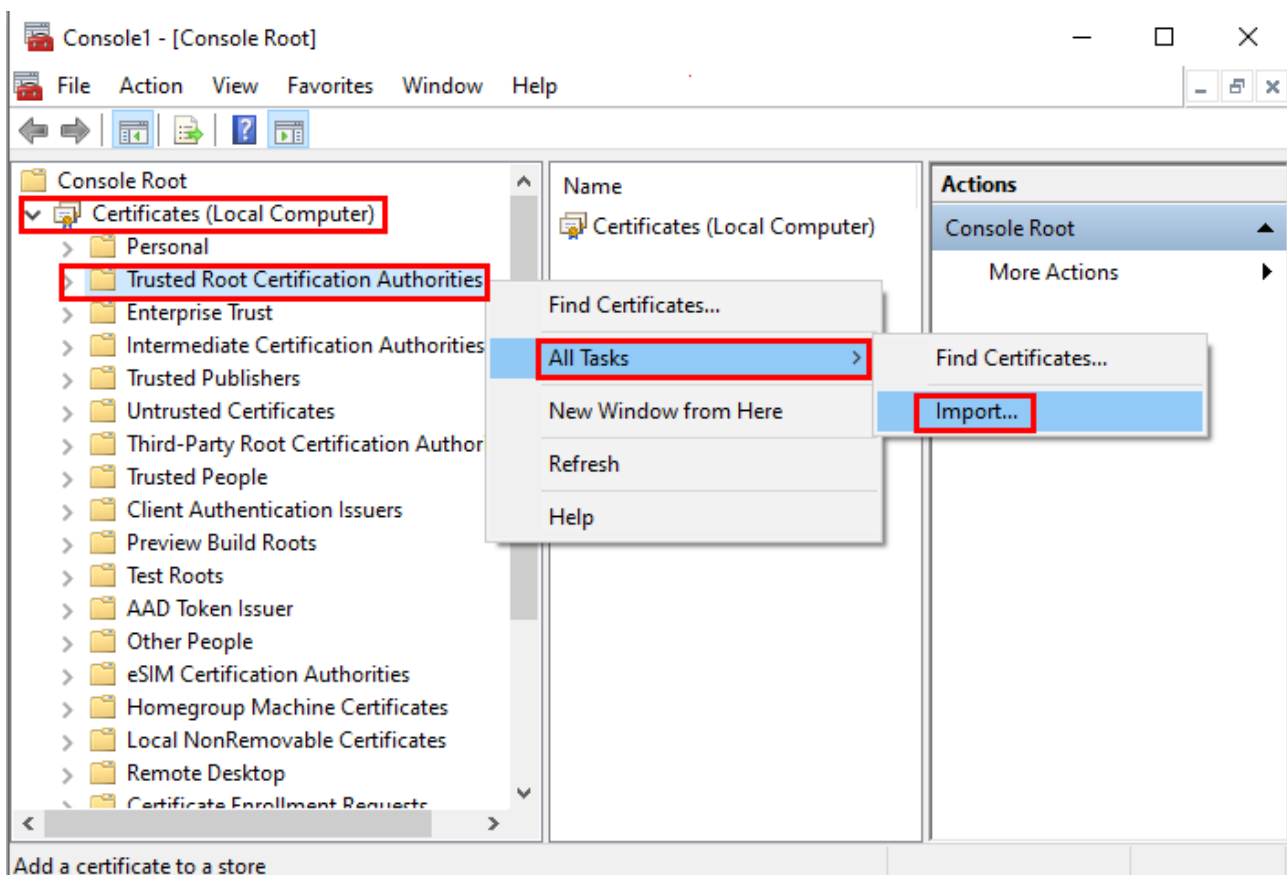 Console1 - [Console Root]
File Action View Favorites Window Help
Console Root
Certificates (Local Computer)
Personal
Trusted Root Certification Authorities
Enterprise Trust
Intermediate Certification Authorities
Trusted Publishers
Untrusted Certificates
Third-Party Root Certification Author
Trusted People
Client Authentication Issuers
Preview Build Roots
Test Roots
AAD Token Issuer
Other People
eSIM Certification Authorities
Homegroup Machine Certificates
Local NonRemovable Certificates
Remote Desktop
Certificate Enrollment Requests
Name
Certificates (Local Computer)
Find Certificates...
All Tasks
New Window from Here
Refresh
Help
Find Certificates...
Import...
Actions
Console Root
More Actions
Add a certificate to a store